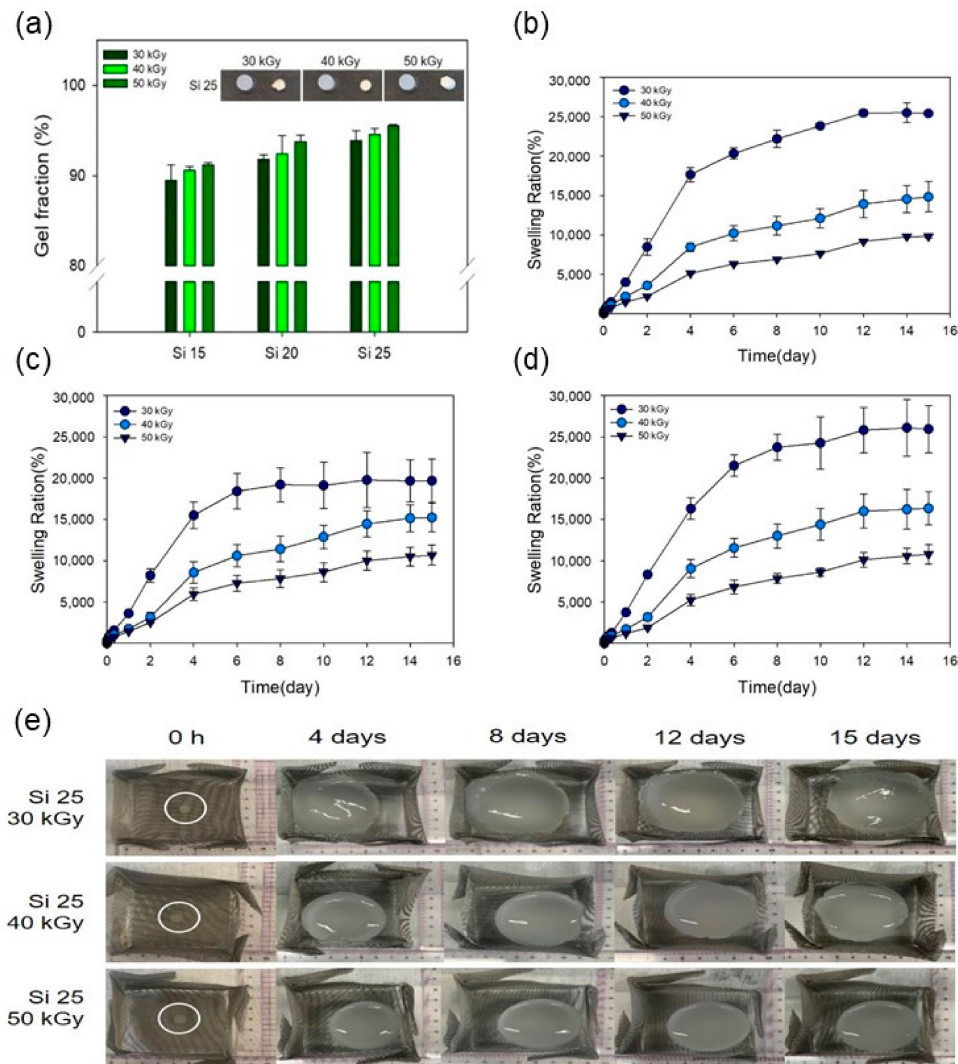 (a)
30 kGy
40 kGy
50 kGy
30 kGy 40 kGy 50 kGy
Si 25
Gel fraction (%)
100
90
80
0
Si 15 Si 20 Si 25
(b)
30 kGy
40 kGy
50 kGy
Swelling Ration(%)
30,000
25,000
20,000
15,000
10,000
5,000
0 2 4 6 8 10 12 14 16
Time(day)
(c)
30 kGy
40 kGy
50 kGy
Swelling Ration(%)
30,000
25,000
20,000
15,000
10,000
5,000
0 2 4 6 8 10 12 14 16
Time(day)
(d)
30 kGy
40 kGy
50 kGy
Swelling Ration(%)
30,000
25,000
20,000
15,000
10,000
5,000
0 2 4 6 8 10 12 14 16
Time(day)
(e)
0 h 4 days 8 days 12 days 15 days
Si 25
30 kGy
Si 25
40 kGy
Si 25
50 kGy